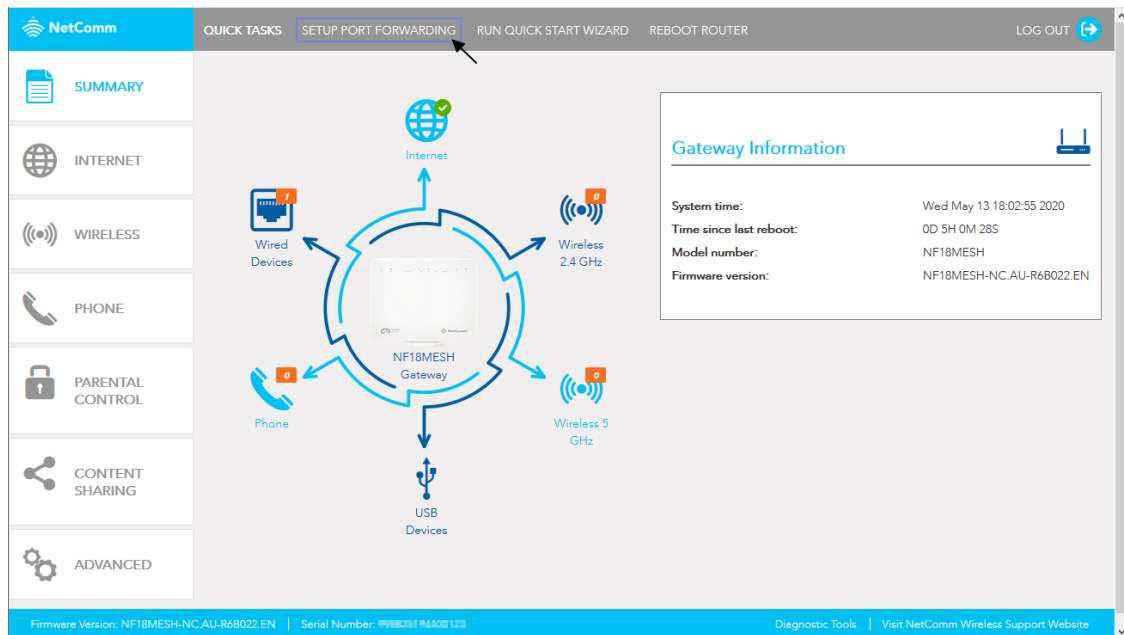 NetComm
QUICK TASKS SETUP PORT FORWARDING RUN QUICK START WIZARD REBOOT ROUTER LOG OUT
SUMMARY
INTERNET
WIRELESS
PHONE
PARENTAL
CONTROL
CONTENT
SHARING
ADVANCED
Internet
1
Wired
Devices
0
Wireless
2.4 GHz
NetComm
NF18MESH
Gateway
0
Phone
0
Wireless 5
GHz
USB
Devices
Gateway Information
System time: Wed May 13 18:02:55 2020
Time since last reboot: 0D 5H 0M 28S
Model number: NF18MESH
Firmware version: NF18MESH-NC.AU-R6B022.EN
Firmware Version: NF18MESH-NC.AU-R6B022.EN | Serial Number: Diagnostic Tools | Visit NetComm Wireless Support Website